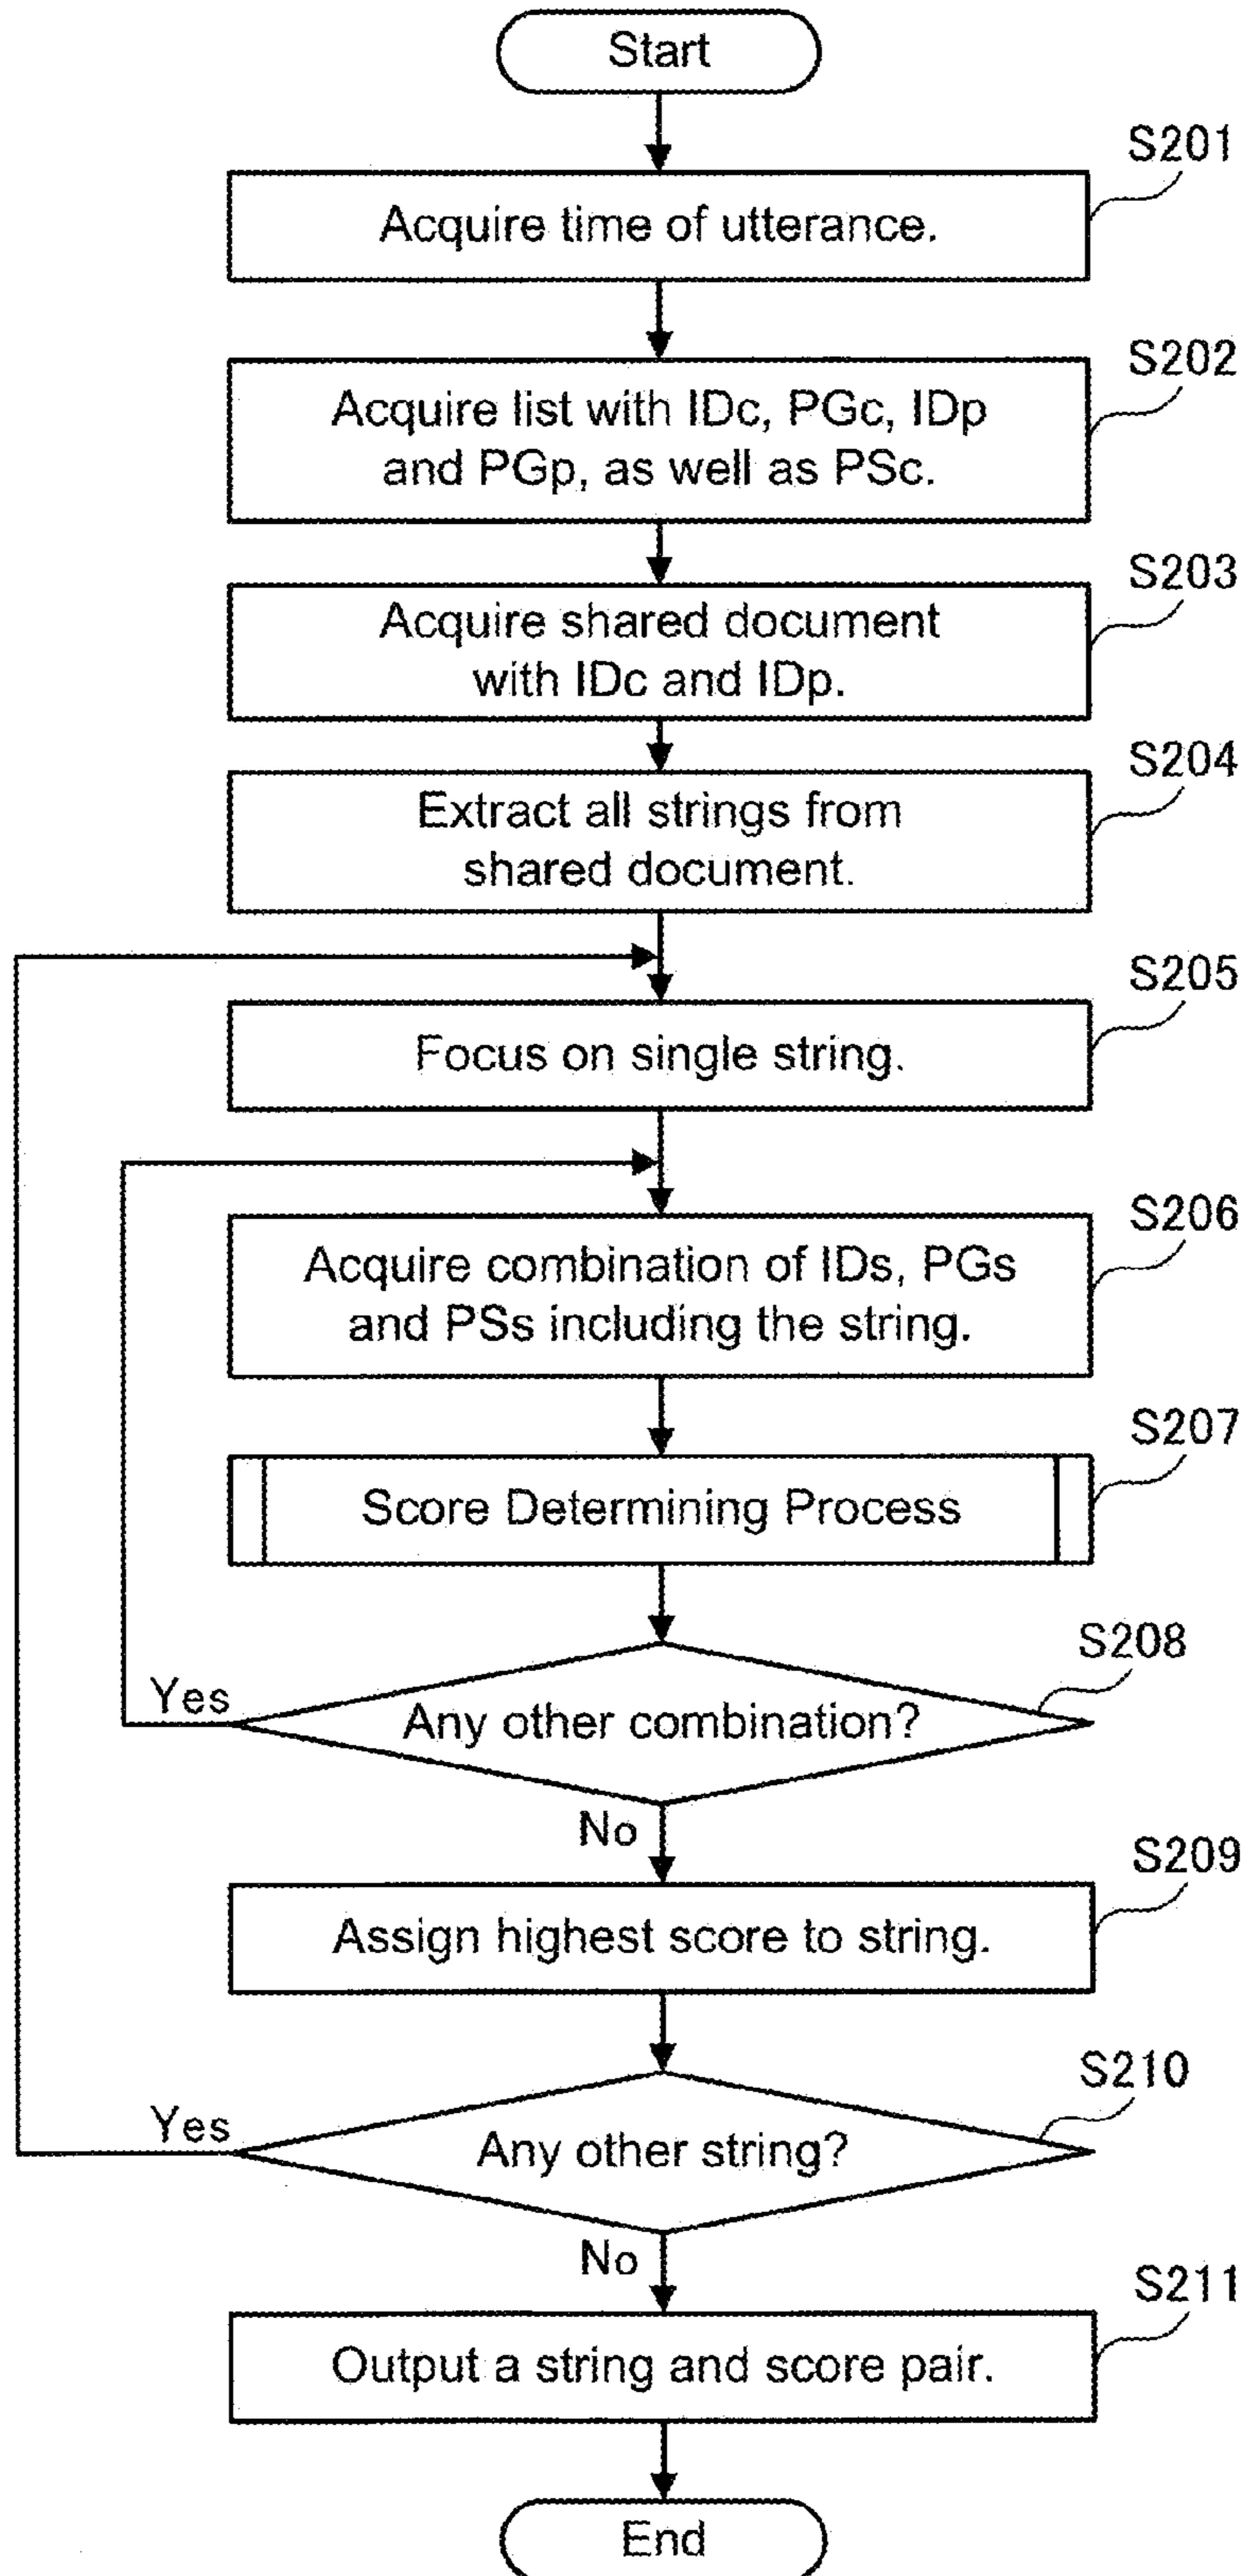 Start
S201
Acquire time of utterance.
S202
Acquire list with IDc, PGc, IDp
and PGp, as well as PSc.
S203
Acquire shared document
with IDc and IDp.
S204
Extract all strings from
shared document.
S205
Focus on single string.
S206
Acquire combination of IDs, PGs
and PSs including the string.
S207
Score Determining Process
S208
Yes
Any other combination?
No
S209
Assign highest score to string.
S210
Yes
Any other string?
No
S211
Output a string and score pair.
End